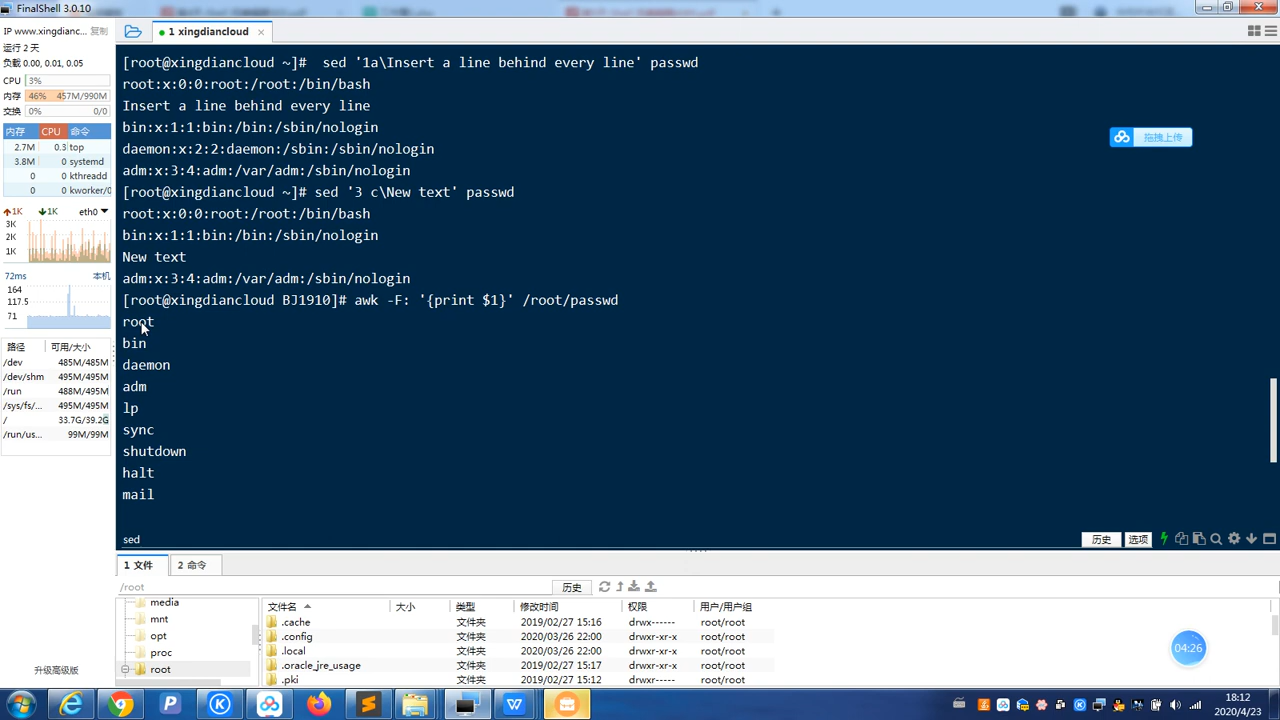 FinalShell 3.0.10
IP www.xingdianc... 复制
运行 2 天
负载 0.00, 0.01, 0.05
CPU 3%
内存 46% 457M/990M
交换 0% 0/0
内存 CPU 命令
2.7M 0.3 top
3.8M 0 systemd
0 0 kthreadd
0 0 kworker/0
1K 1K eth0
3K
2K
1K
72ms 本机
164
117.5
71
路径 可用/大小
/dev 485M/485M
/dev/shm 495M/495M
/run 488M/495M
/sys/fs/... 495M/495M
/ 33.7G/39.2G
/run/us... 99M/99M
升级高级版
1 xingdiancloud
[root@xingdiancloud ~]#  sed '1a\Insert a line behind every line' passwd
root:x:0:0:root:/root:/bin/bash
Insert a line behind every line
bin:x:1:1:bin:/bin:/sbin/nologin
daemon:x:2:2:daemon:/sbin:/sbin/nologin
adm:x:3:4:adm:/var/adm:/sbin/nologin
[root@xingdiancloud ~]# sed '3 c\New text' passwd
root:x:0:0:root:/root:/bin/bash
bin:x:1:1:bin:/bin:/sbin/nologin
New text
adm:x:3:4:adm:/var/adm:/sbin/nologin
[root@xingdiancloud BJ1910]# awk -F: '{print $1}' /root/passwd
root
bin
daemon
adm
lp
sync
shutdown
halt
mail
拖拽上传
sed
历史 选项
1 文件 2 命令
/root 历史
media
mnt
opt
proc
root
文件名 大小 类型 修改时间 权限 用户/用户组
.cache 文件夹 2019/02/27 15:16 drwx------ root/root
.config 文件夹 2020/03/26 22:00 drwxr-xr-x root/root
.local 文件夹 2020/03/26 22:00 drwxr-xr-x root/root
.oracle_jre_usage 文件夹 2019/02/27 15:17 drwxr-xr-x root/root
.pki 文件夹 2019/02/27 15:16 drwxr----- root/root
04:26
18:12
2020/4/23